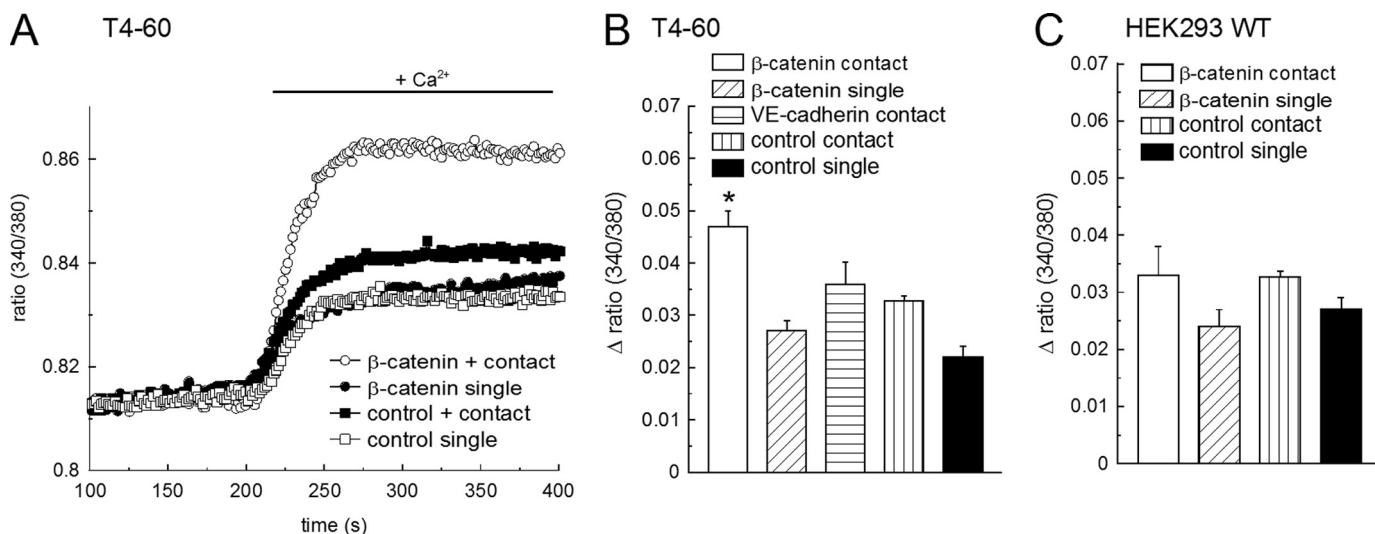 A T4-60
+ Ca²⁺
ratio (340/380)
0.86
0.84
0.82
0.8
100 150 200 250 300 350 400
time (s)
β-catenin + contact
β-catenin single
control + contact
control single
B T4-60
β-catenin contact
β-catenin single
VE-cadherin contact
control contact
control single
Δ ratio (340/380)
0.07
0.06
0.05
0.04
0.03
0.02
0.01
0
*
C HEK293 WT
β-catenin contact
β-catenin single
control contact
control single
Δ ratio (340/380)
0.07
0.06
0.05
0.04
0.03
0.02
0.01
0